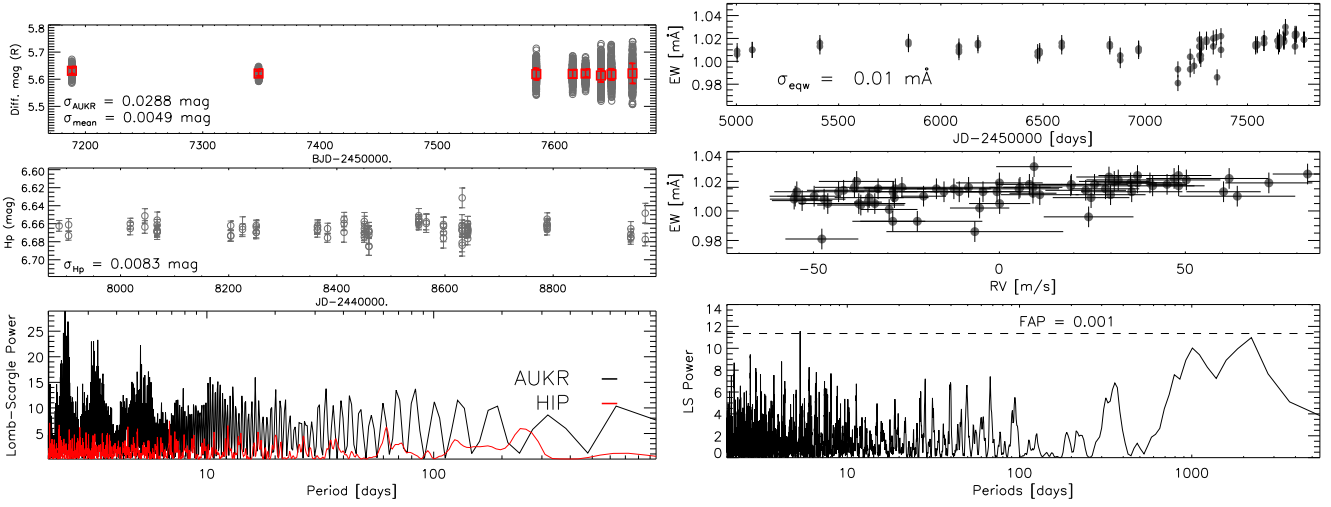 5.8
5.7
5.6
5.5
Diff. mag (R)
σAUKR = 0.0288 mag
σmean = 0.0049 mag
7200 7300 7400 7500 7600
BJD-2450000.
6.60
6.62
6.64
6.66
6.68
6.70
Hp (mag)
σHp = 0.0083 mag
8000 8200 8400 8600 8800
JD-2440000.
25
20
15
10
5
Lomb-Scargle Power
AUKR
HIP
10 100
Period [days]
1.04
1.02
1.00
0.98
EW [mÅ]
σeqw = 0.01 mÅ
5000 5500 6000 6500 7000 7500
JD-2450000 [days]
1.04
1.02
1.00
0.98
EW [mÅ]
-50 0 50
RV [m/s]
14
12
10
8
6
4
2
0
LS Power
FAP = 0.001
10 100 1000
Periods [days]